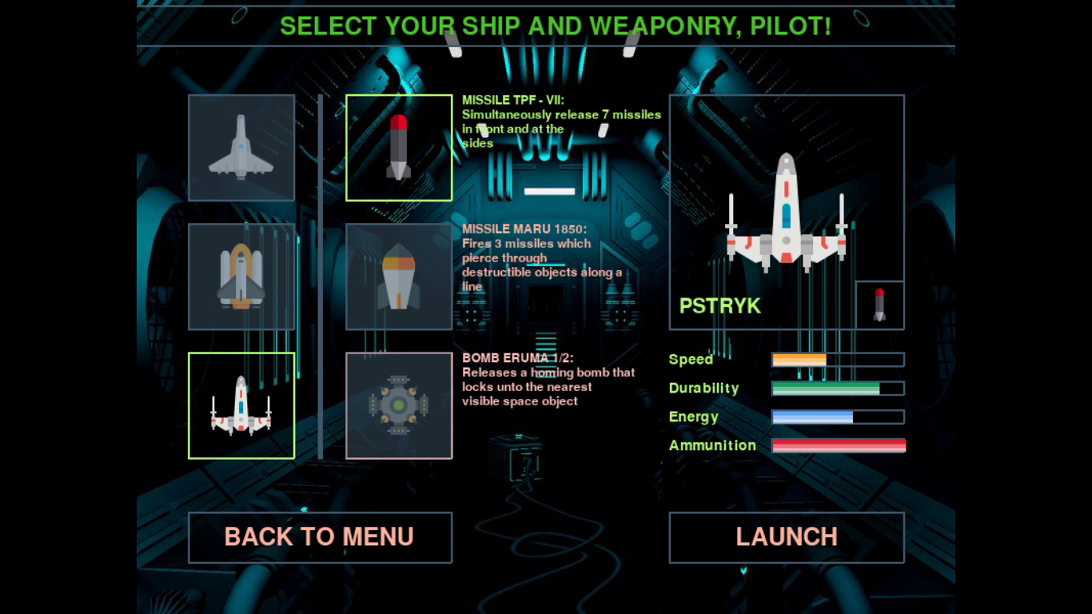 SELECT YOUR SHIP AND WEAPONRY, PILOT!
MISSILE TPF - VII:
Simultaneously release 7 missiles
in front and at the
sides
MISSILE MARU 1850:
Fires 3 missiles which
pierce through
destructible objects along a
line
BOMB ERUMA 1/2:
Releases a homing bomb that
locks unto the nearest
visible space object
PSTRYK
Speed
Durability
Energy
Ammunition
BACK TO MENU
LAUNCH